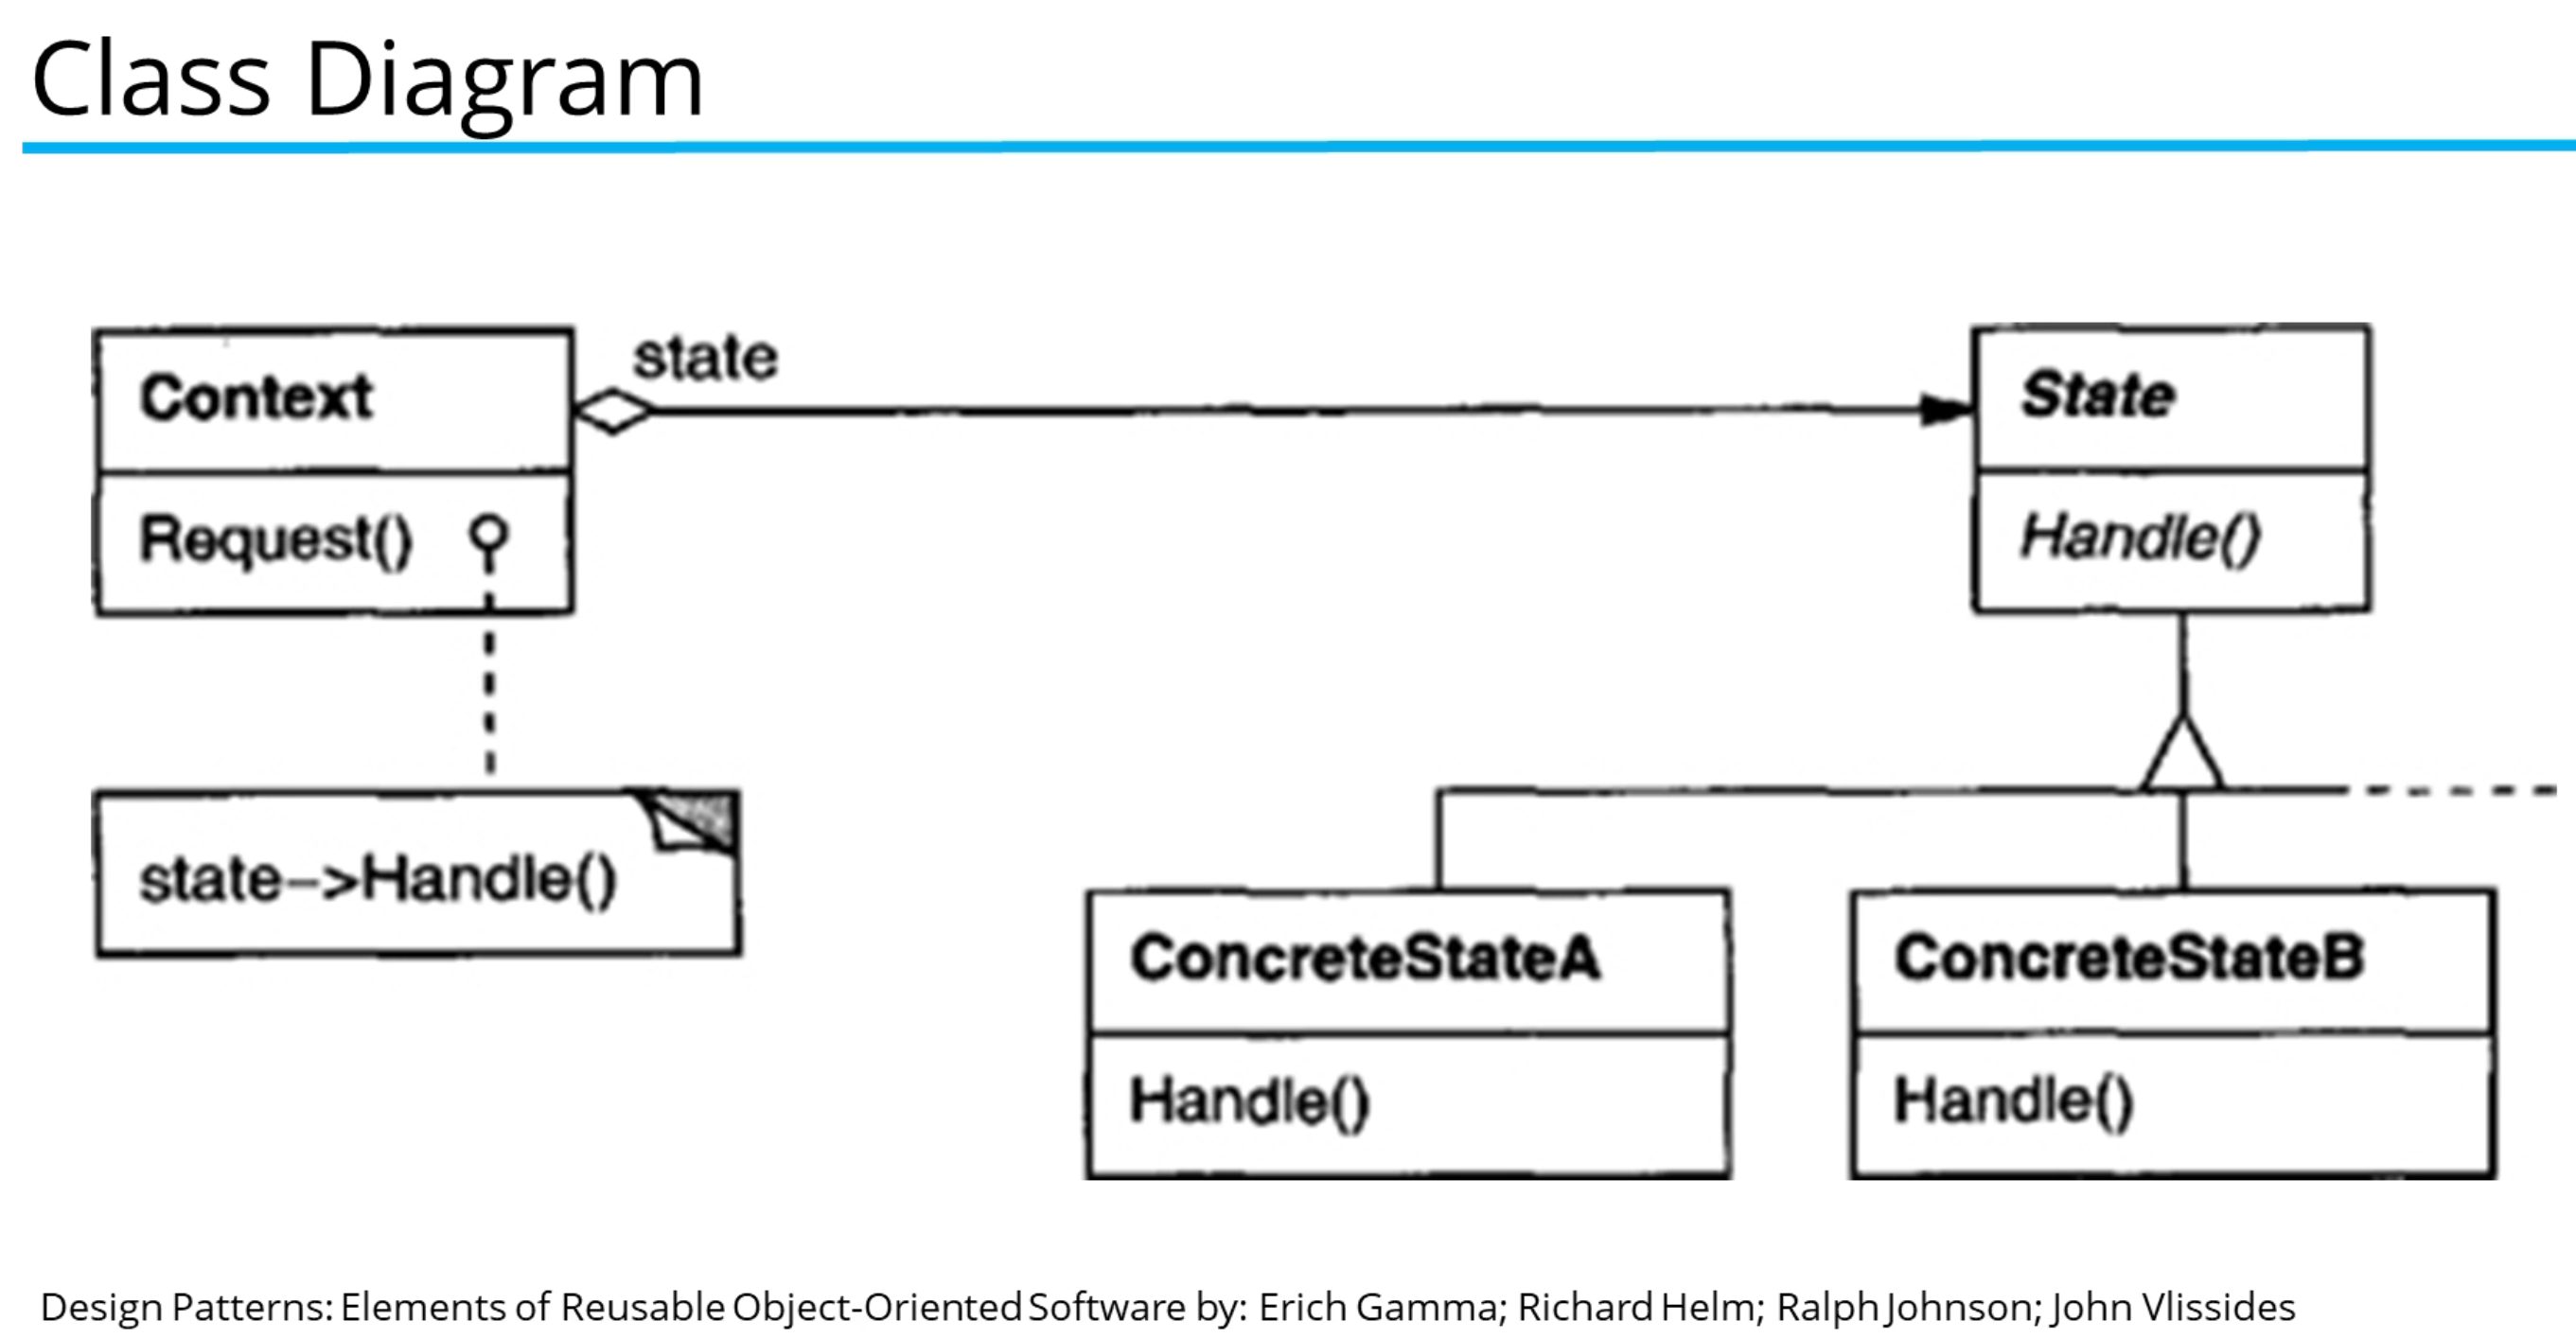 Class Diagram
Context
state
State
Request()
Handle()
state->Handle()
ConcreteStateA
ConcreteStateB
Handle()
Handle()
Design Patterns: Elements of Reusable Object-Oriented Software by: Erich Gamma; Richard Helm; Ralph Johnson; John Vlissides